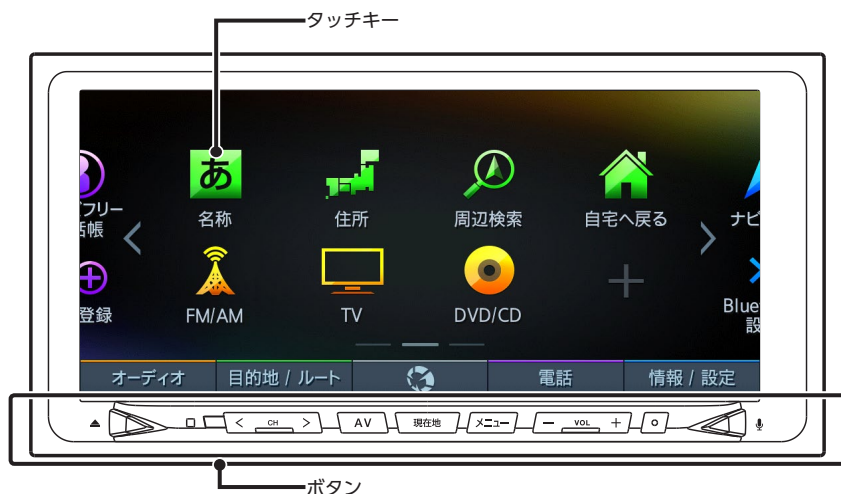 タッチキー
フリー
話帳
あ
名称
住所
周辺検索
自宅へ戻る
ナビ
登録
FM/AM
TV
DVD/CD
Blue
設
オーディオ
目的地 / ルート
電話
情報 / 設定
< CH >
AV
現在地
メニュー
− VOL +
ボタン